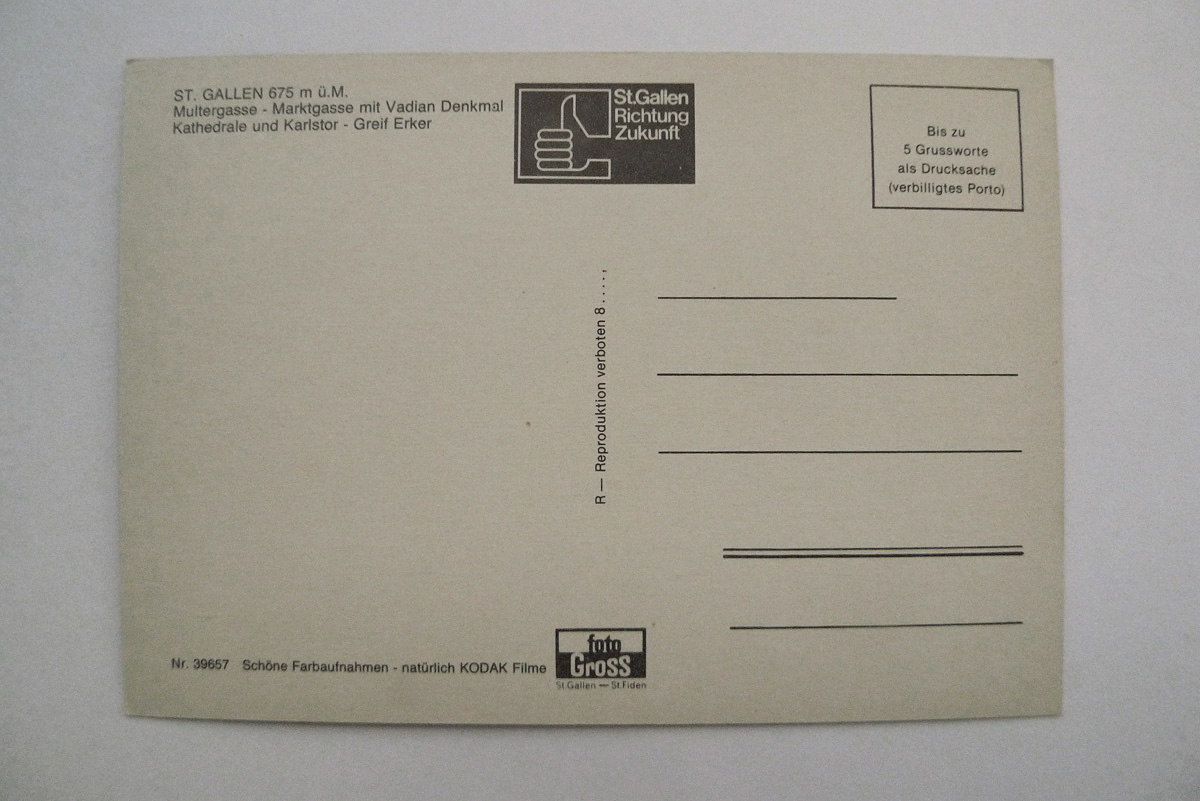 ST. GALLEN 675 m ü.M.
Multergasse - Marktgasse mit Vadian Denkmal
Kathedrale und Karlstor - Greif Erker
St.Gallen
Richtung
Zukunft
Bis zu
5 Grussworte
als Drucksache
(verbilligtes Porto)
R — Reproduktion verboten 8.....,
Nr. 39657 Schöne Farbaufnahmen - natürlich KODAK Filme
foto
Gross
St.Gallen — St.Fiden